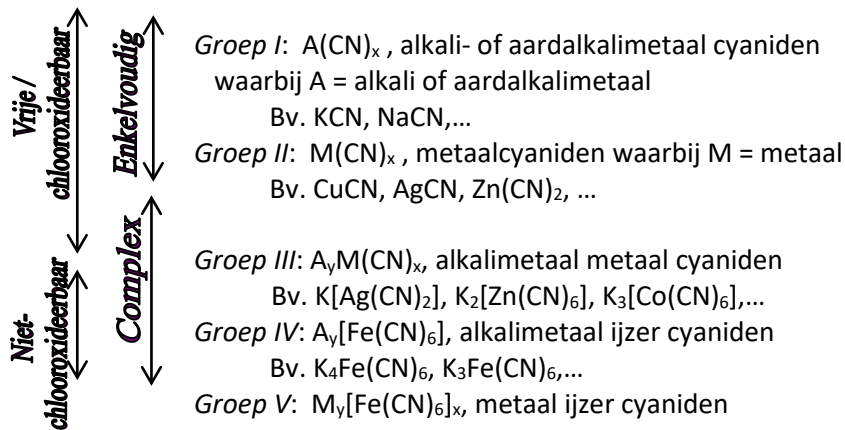 Vrije /
chlooroxideerbaar
Niet-
chlooroxideerbaar
Enkelvoudig
Complex
Groep I: A(CN)x , alkali- of aardalkalimetaal cyaniden
waarbij A = alkali of aardalkalimetaal
Bv. KCN, NaCN,...
Groep II: M(CN)x , metaalcyaniden waarbij M = metaal
Bv. CuCN, AgCN, Zn(CN)2, ...
Groep III: AyM(CN)x, alkalimetaal metaal cyaniden
Bv. K[Ag(CN)2], K2[Zn(CN)6], K3[Co(CN)6],...
Groep IV: Ay[Fe(CN)6], alkalimetaal ijzer cyaniden
Bv. K4Fe(CN)6, K3Fe(CN)6,...
Groep V: My[Fe(CN)6]x, metaal ijzer cyaniden